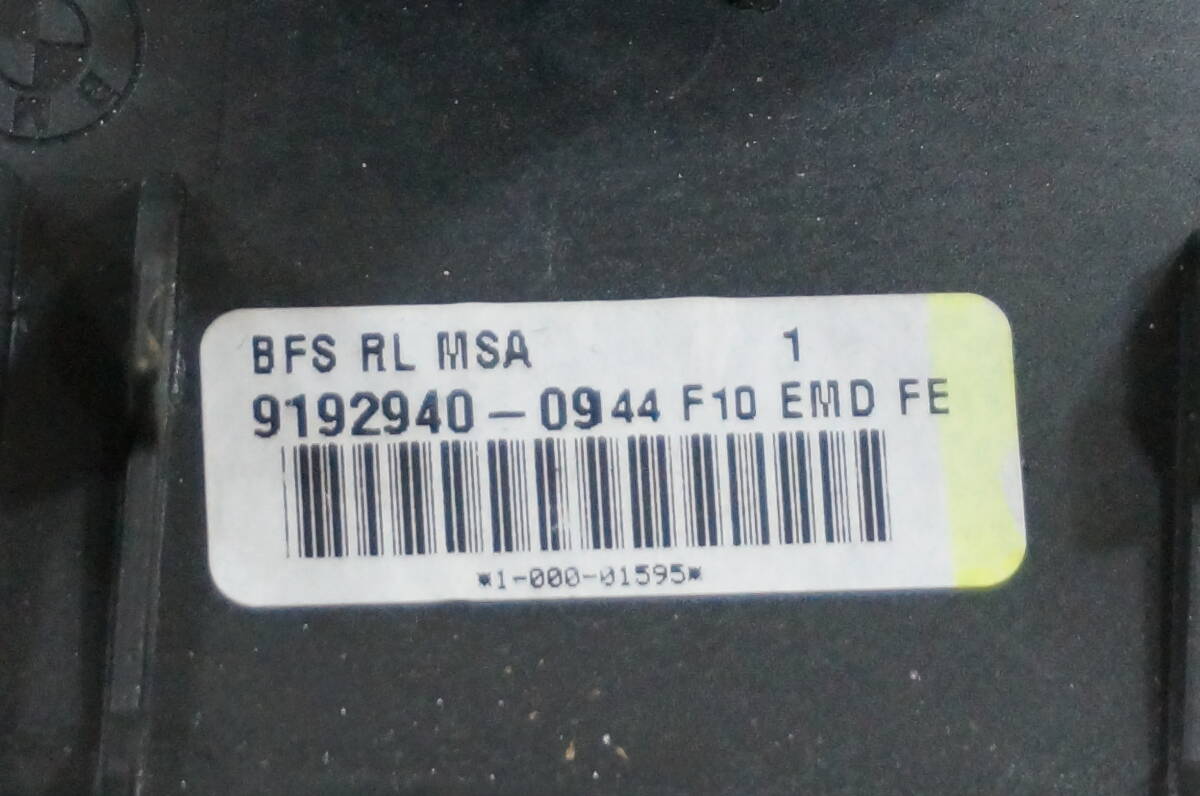 BFS RL MSA 1
9192940-0944 F10 EMD FE
*1-000-01595*